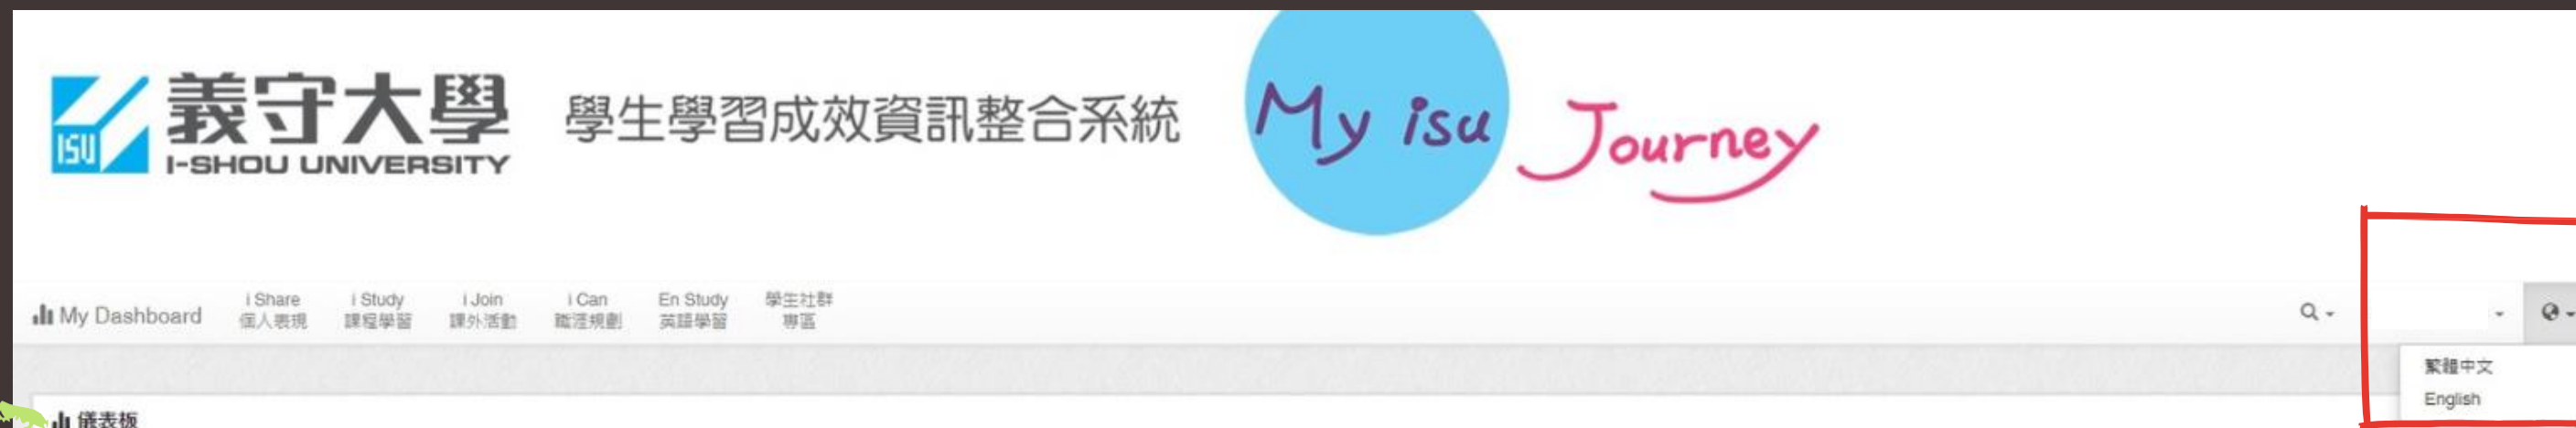 ISU
義守大學
I-SHOU UNIVERSITY
學生學習成效資訊整合系統
My isu Journey
My Dashboard
i Share
個人表現
i Study
課程學習
i Join
課外活動
i Can
職涯規劃
En Study
英語學習
學生社群
專區
繁體中文
English
儀表板